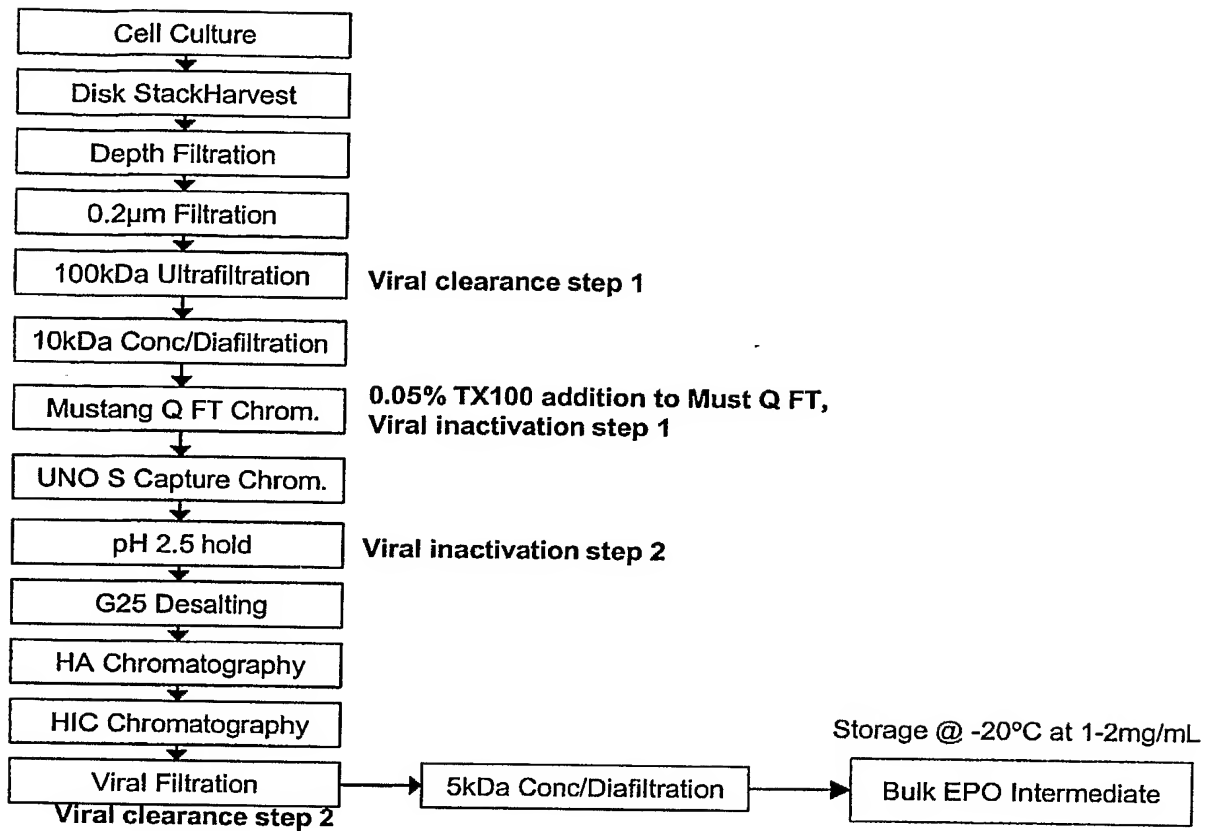 Cell Culture
Disk StackHarvest
Depth Filtration
0.2µm Filtration
100kDa Ultrafiltration
Viral clearance step 1
10kDa Conc/Diafiltration
Mustang Q FT Chrom.
0.05% TX100 addition to Must Q FT,
Viral inactivation step 1
UNO S Capture Chrom.
pH 2.5 hold
Viral inactivation step 2
G25 Desalting
HA Chromatography
HIC Chromatography
Viral Filtration
Viral clearance step 2
5kDa Conc/Diafiltration
Storage @ -20ºC at 1-2mg/mL
Bulk EPO Intermediate